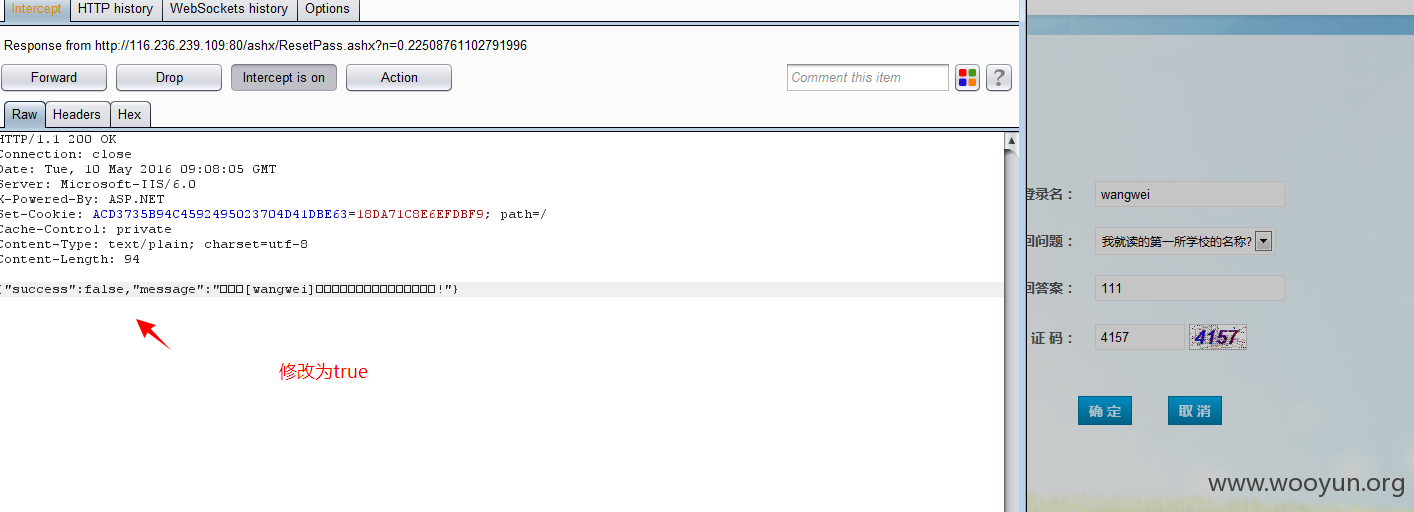 Intercept HTTP history WebSockets history Options
Response from http://116.236.239.109:80/ashx/ResetPass.ashx?n=0.22508761102791996
Forward Drop Intercept is on Action Comment this item ?
Raw Headers Hex
HTTP/1.1 200 OK
Connection: close
Date: Tue, 10 May 2016 09:08:05 GMT
Server: Microsoft-IIS/6.0
X-Powered-By: ASP.NET
Set-Cookie: ACD3735B94C4592495023704D41DBE63=18DA71C8E6EFDBF9; path=/
Cache-Control: private
Content-Type: text/plain; charset=utf-8
Content-Length: 94
{"success":false,"message":"□□□[wangwei]□□□□□□□□□□□□□□□!"}
修改为true
登录名： wangwei
回问题： 我就读的第一所学校的名称?
回答案： 111
证 码： 4157 4157
确 定 取 消
www.wooyun.org